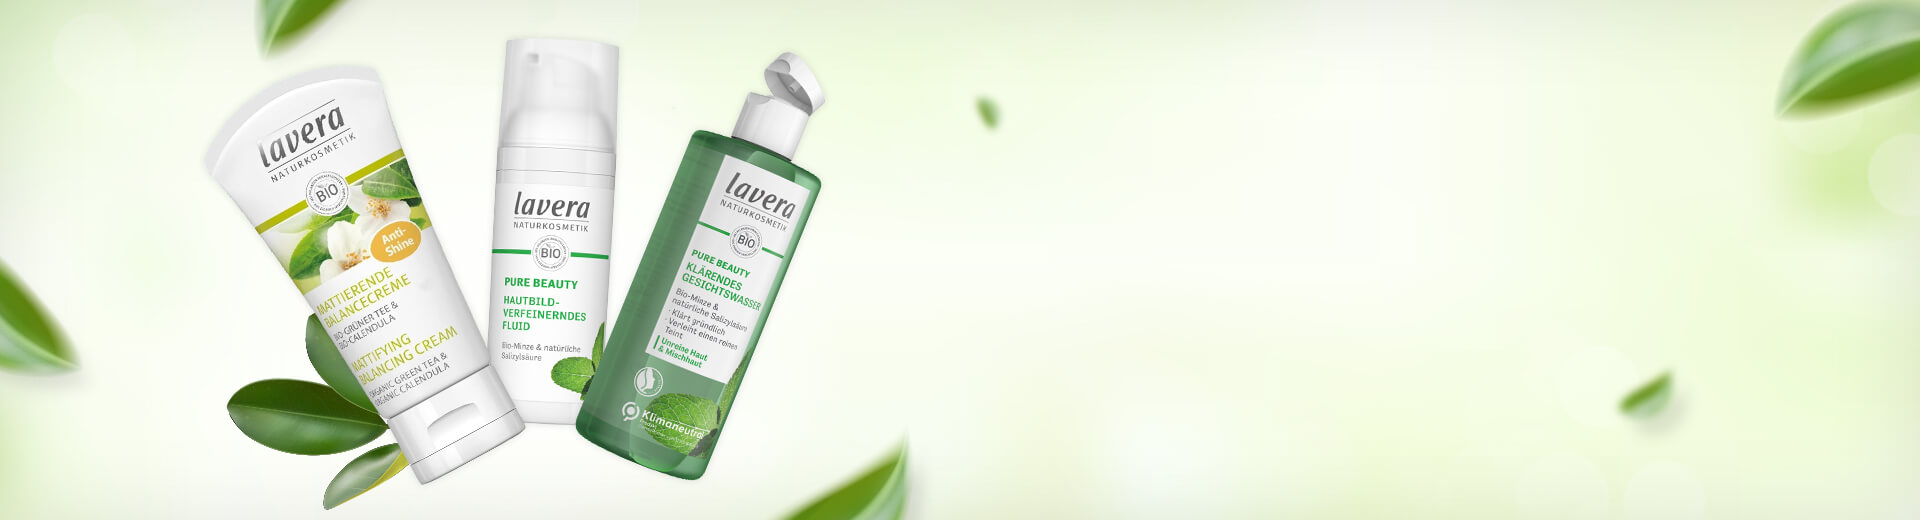 lavera
NATURKOSMETIK
BIO
Anti-
Shine
MATTIERENDE
BALANCECREME
BIO-GRÜNER TEE &
BIO-CALENDULA
MATTIFYING
BALANCING CREAM
ORGANIC GREEN TEA &
ORGANIC CALENDULA
lavera
NATURKOSMETIK
BIO
PURE BEAUTY
HAUTBILD-
VERFEINERNDES
FLUID
Bio-Minze & natürliche
Salizylsäure
lavera
NATURKOSMETIK
BIO
PURE BEAUTY
KLÄRENDES
GESICHTSWASSER
Bio-Minze &
natürliche Salizylsäure
· Klärt gründlich
· Verleiht einen reinen
Teint
Unreine Haut
& Mischhaut
Klimaneutral